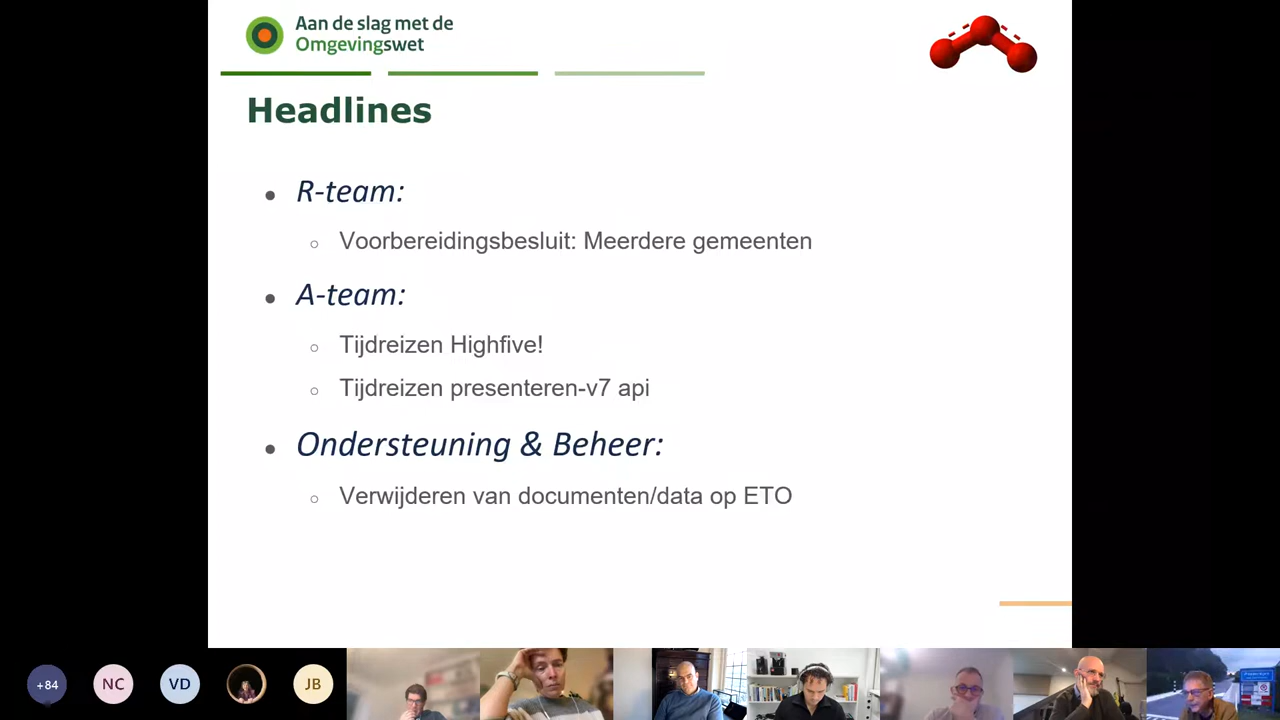 Aan de slag met de
Omgevingswet
Headlines
R-team:
Voorbereidingsbesluit: Meerdere gemeenten
A-team:
Tijdreizen Highfive!
Tijdreizen presenteren-v7 api
Ondersteuning & Beheer:
Verwijderen van documenten/data op ETO
+84
NC
VD
JB